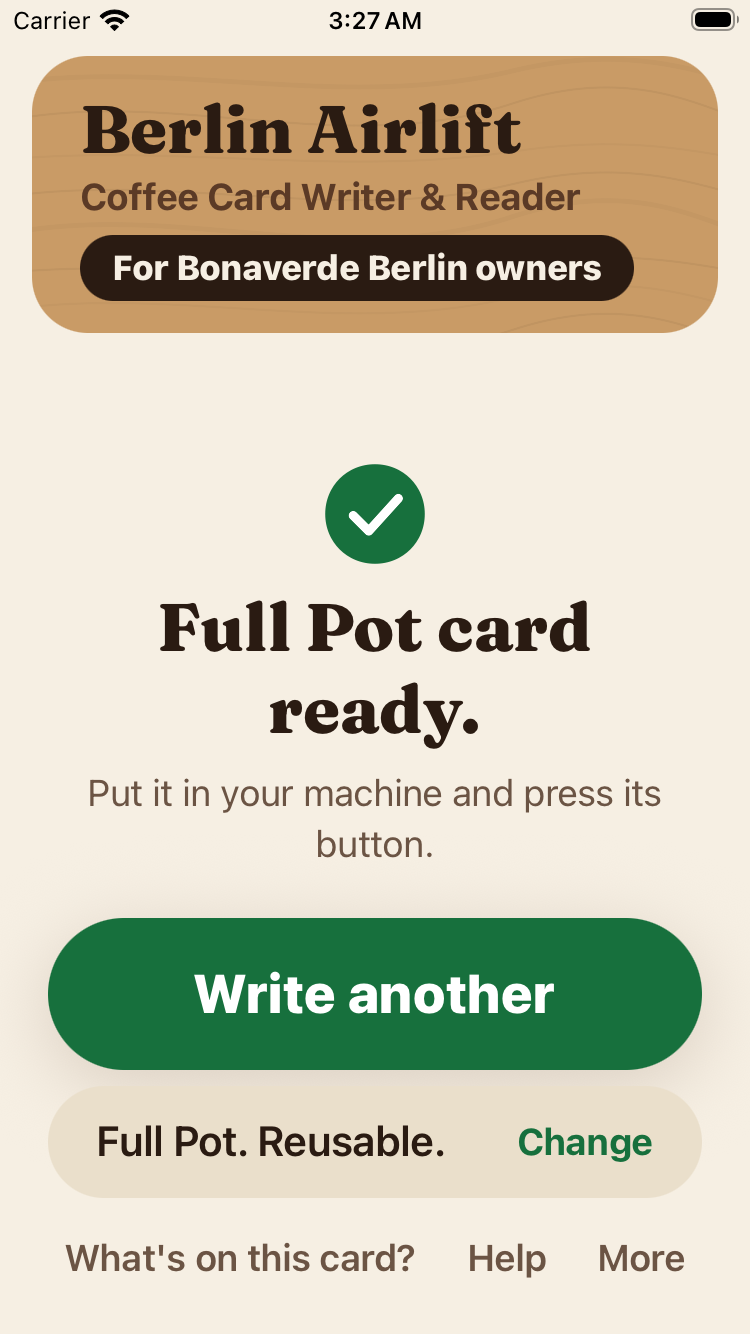 Carrier 3:27 AM
Berlin Airlift
Coffee Card Writer & Reader
For Bonaverde Berlin owners
Full Pot card
ready.
Put it in your machine and press its
button.
Write another
Full Pot. Reusable. Change
What's on this card? Help More